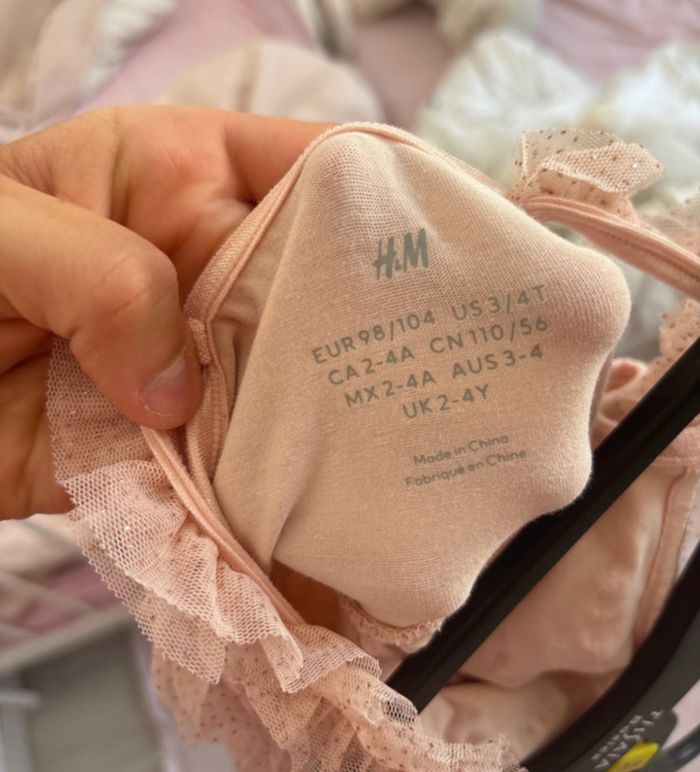 H&M
EUR 98/104 US 3/4T
CA 2-4A CN 110/56
MX 2-4A AUS 3-4
UK 2-4Y
Made in China
Fabriqué en Chine